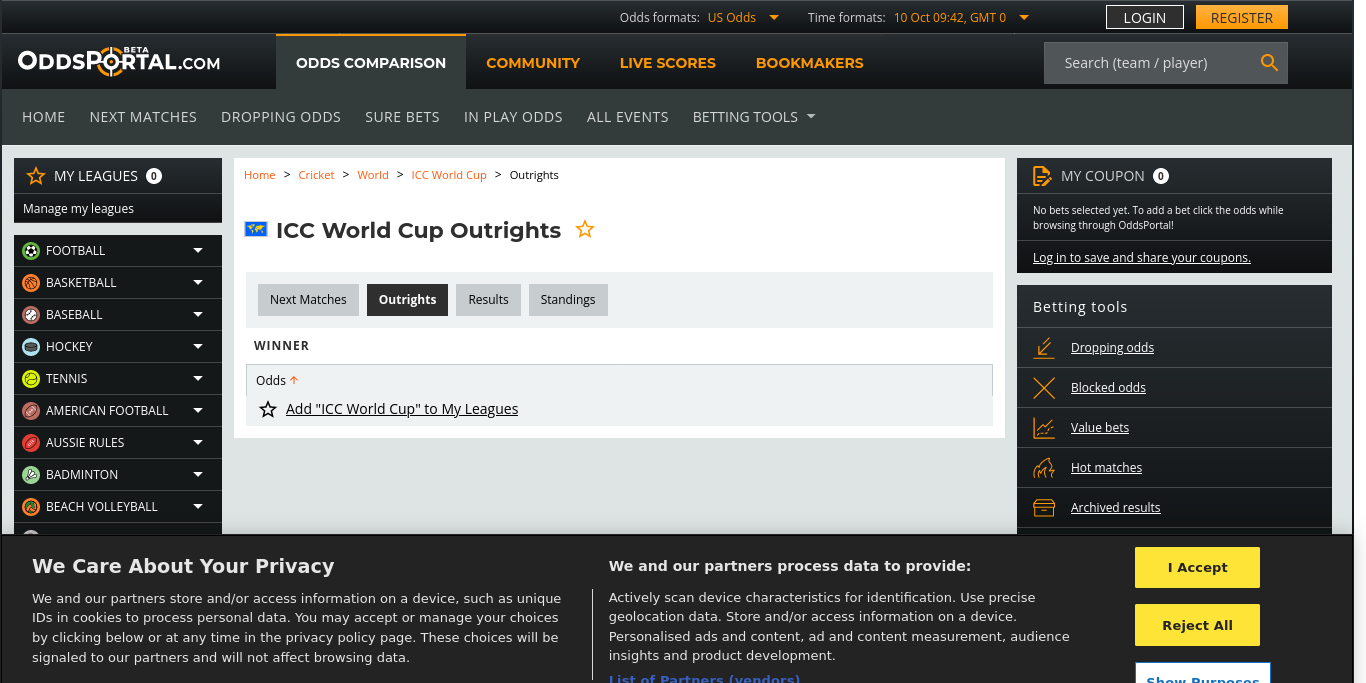 Odds formats: US Odds
Time formats: 10 Oct 09:42, GMT 0
LOGIN
REGISTER
ODDSPORTAL.COM
BETA
ODDS COMPARISON
COMMUNITY
LIVE SCORES
BOOKMAKERS
Search (team / player)
HOME
NEXT MATCHES
DROPPING ODDS
SURE BETS
IN PLAY ODDS
ALL EVENTS
BETTING TOOLS
MY LEAGUES 0
Manage my leagues
FOOTBALL
BASKETBALL
BASEBALL
HOCKEY
TENNIS
AMERICAN FOOTBALL
AUSSIE RULES
BADMINTON
BEACH VOLLEYBALL
Home > Cricket > World > ICC World Cup > Outrights
ICC World Cup Outrights
Next Matches
Outrights
Results
Standings
WINNER
Odds
Add "ICC World Cup" to My Leagues
MY COUPON 0
No bets selected yet. To add a bet click the odds while
browsing through OddsPortal!
Log in to save and share your coupons.
Betting tools
Dropping odds
Blocked odds
Value bets
Hot matches
Archived results
We Care About Your Privacy
We and our partners store and/or access information on a device, such as unique
IDs in cookies to process personal data. You may accept or manage your choices
by clicking below or at any time in the privacy policy page. These choices will be
signaled to our partners and will not affect browsing data.
We and our partners process data to provide:
Actively scan device characteristics for identification. Use precise
geolocation data. Store and/or access information on a device.
Personalised ads and content, ad and content measurement, audience
insights and product development.
List of Partners (vendors)
I Accept
Reject All
Show Purposes